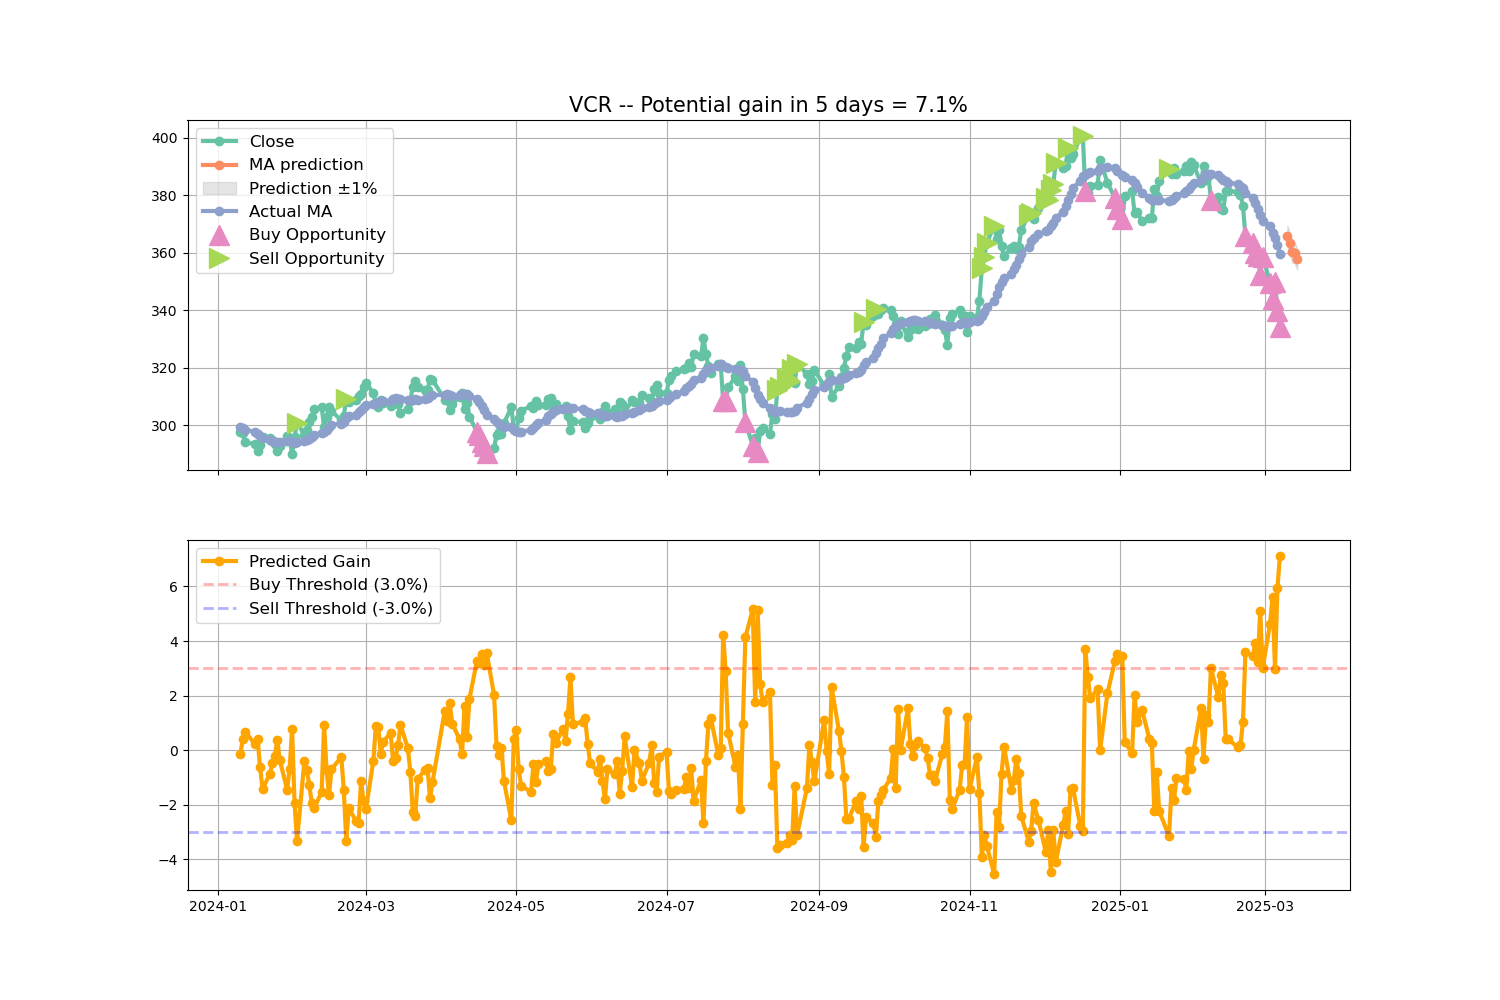 VCR -- Potential gain in 5 days = 7.1%
400
380
360
340
320
300
Close
MA prediction
Prediction ±1%
Actual MA
Buy Opportunity
Sell Opportunity
6
4
2
0
−2
−4
Predicted Gain
Buy Threshold (3.0%)
Sell Threshold (-3.0%)
2024-01 2024-03 2024-05 2024-07 2024-09 2024-11 2025-01 2025-03